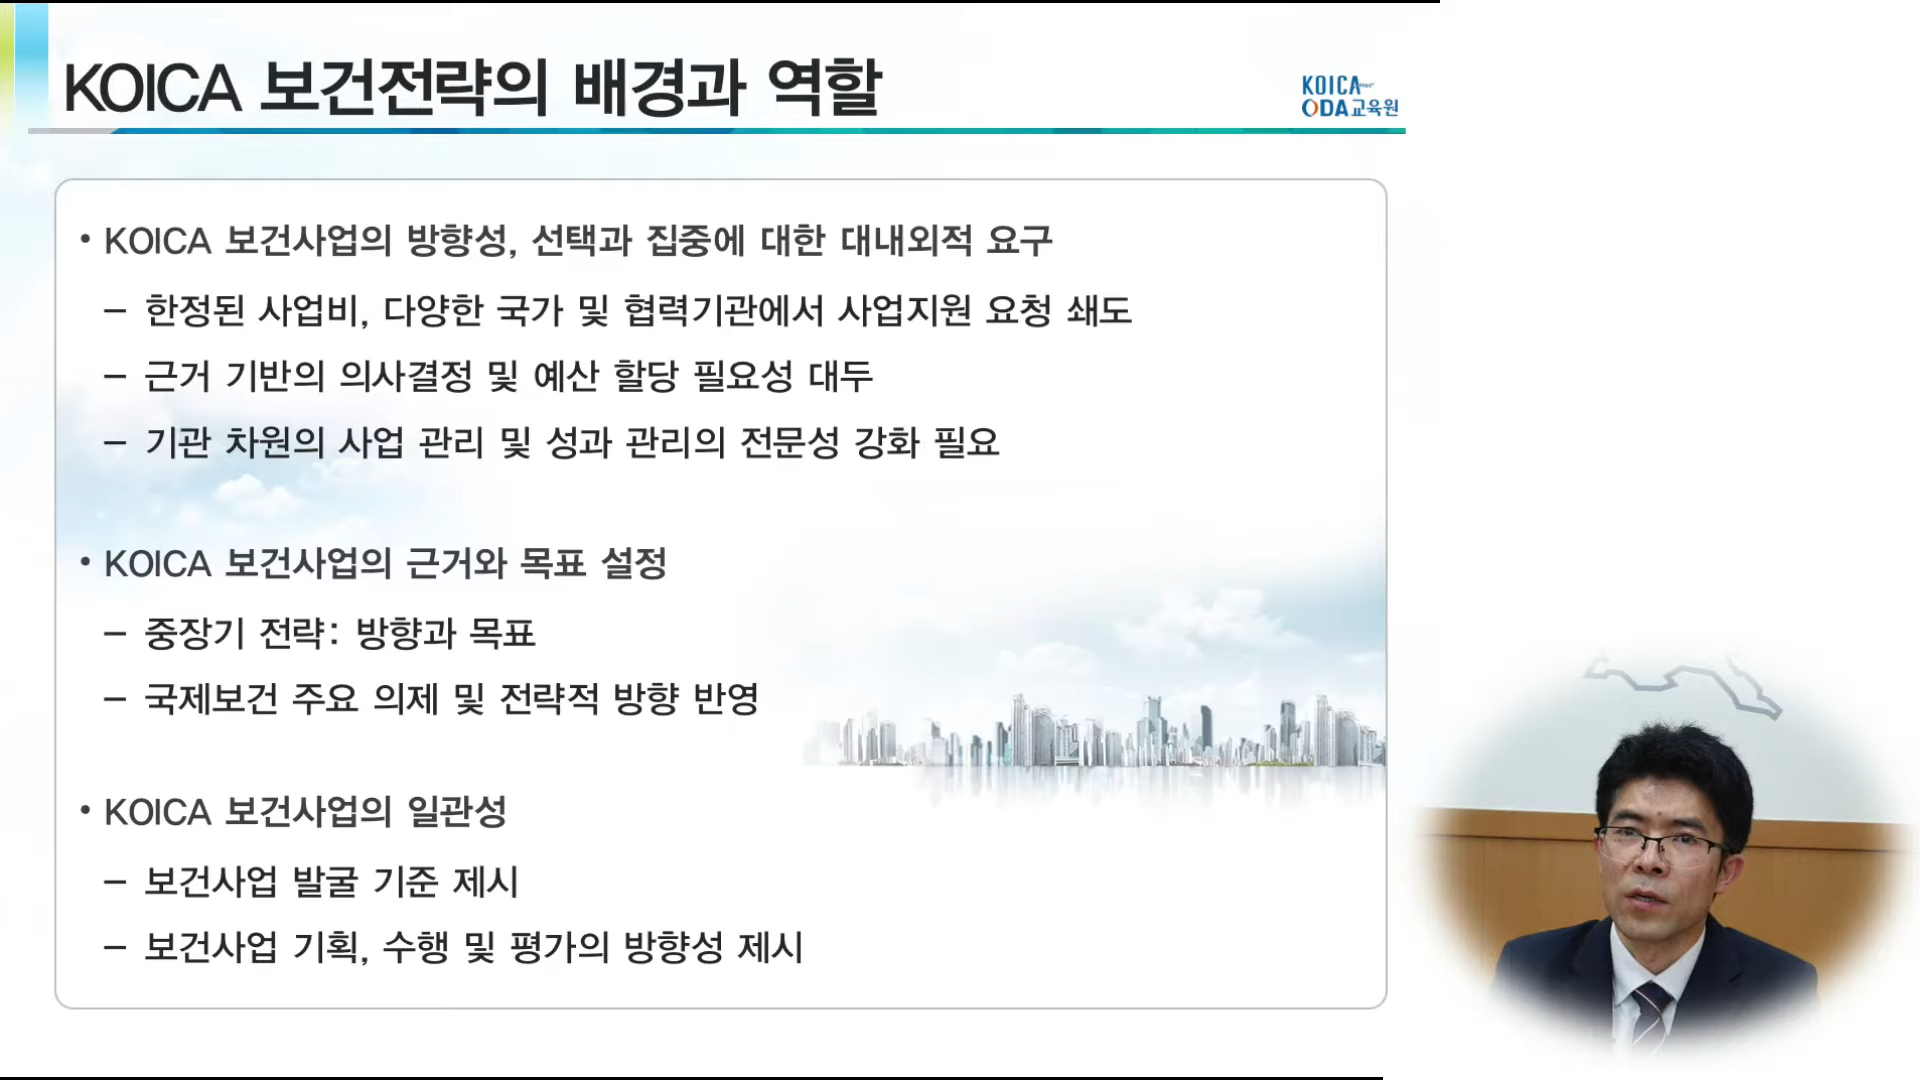 KOICA 보건전략의 배경과 역할
KOICA
ODA교육원
• KOICA 보건사업의 방향성, 선택과 집중에 대한 대내외적 요구
– 한정된 사업비, 다양한 국가 및 협력기관에서 사업지원 요청 쇄도
– 근거 기반의 의사결정 및 예산 할당 필요성 대두
– 기관 차원의 사업 관리 및 성과 관리의 전문성 강화 필요
• KOICA 보건사업의 근거와 목표 설정
– 중장기 전략: 방향과 목표
– 국제보건 주요 의제 및 전략적 방향 반영
• KOICA 보건사업의 일관성
– 보건사업 발굴 기준 제시
– 보건사업 기획, 수행 및 평가의 방향성 제시